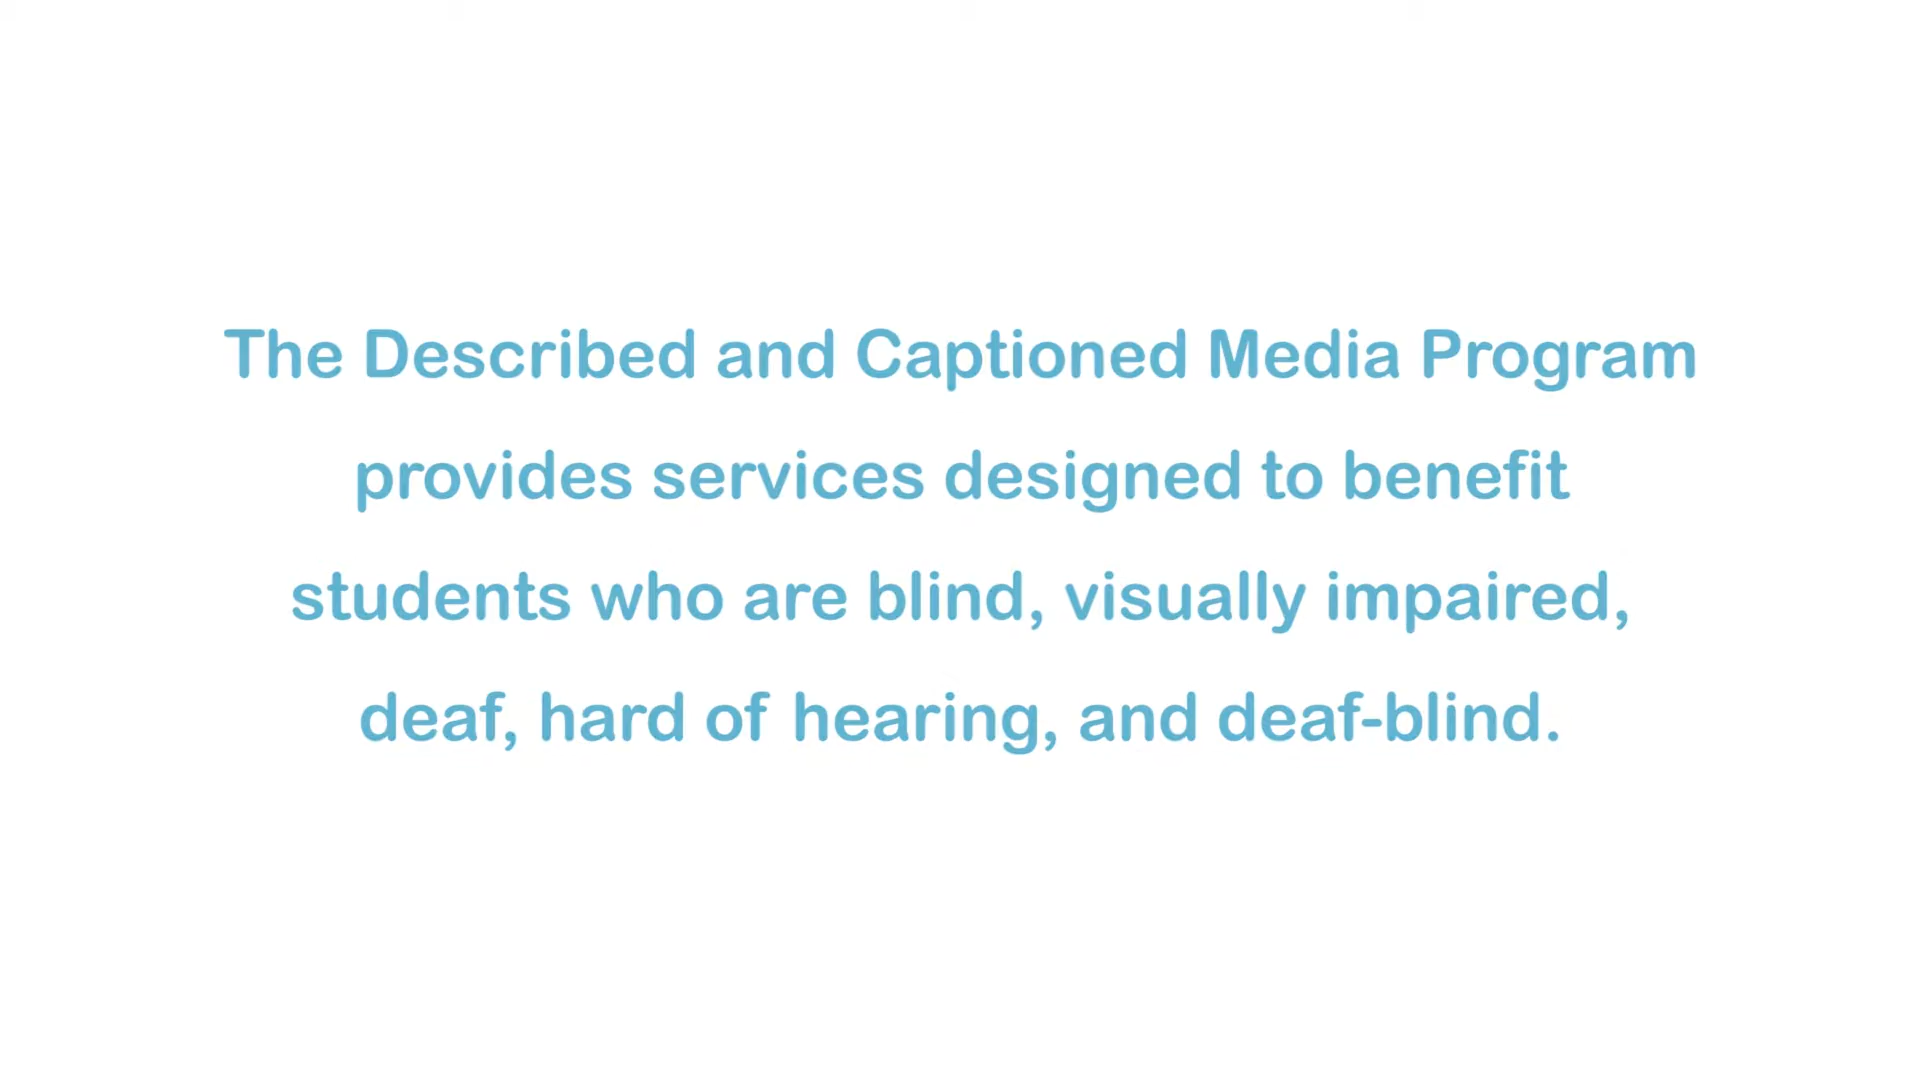 The Described and Captioned Media Program
provides services designed to benefit
students who are blind, visually impaired,
deaf, hard of hearing, and deaf-blind.